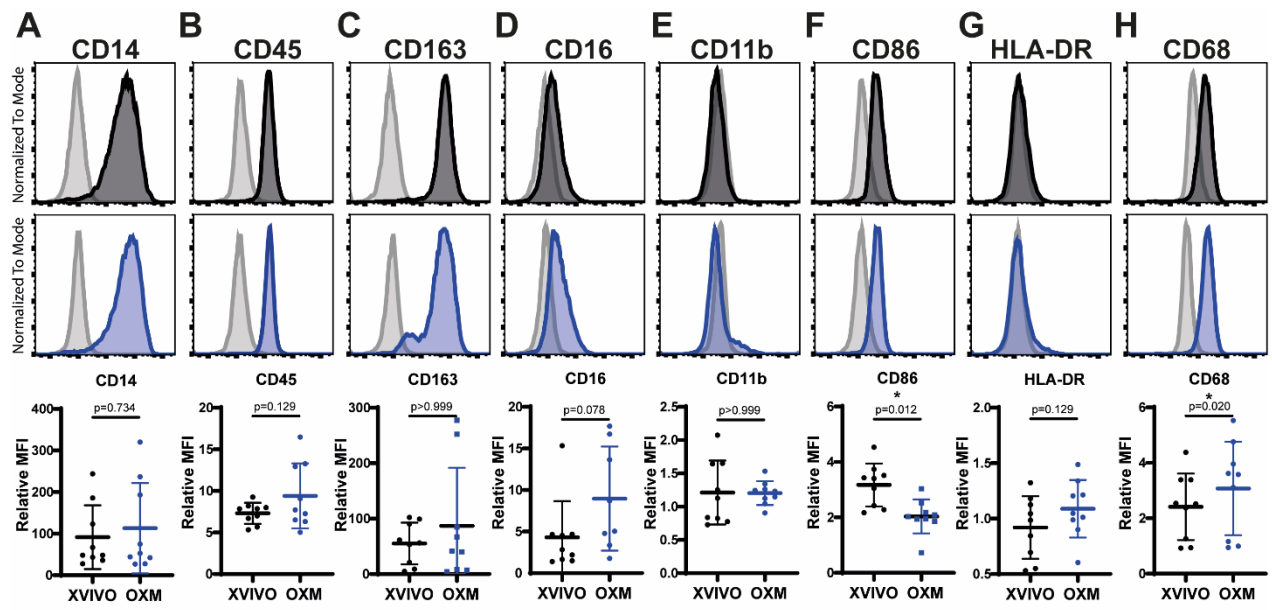 A B C D E F G H
CD14 CD45 CD163 CD16 CD11b CD86 HLA-DR CD68
Normalized To Mode
Normalized To Mode
CD14 CD45 CD163 CD16 CD11b CD86 HLA-DR CD68
* *
p=0.734 p=0.129 p>0.999 p=0.078 p>0.999 p=0.012 p=0.129 p=0.020
Relative MFI
400
300
200
100
0
XVIVO OXM
Relative MFI
20
15
10
5
0
XVIVO OXM
Relative MFI
300
200
100
0
XVIVO OXM
Relative MFI
20
15
10
5
0
XVIVO OXM
Relative MFI
2.5
2.0
1.5
1.0
0.5
0.0
XVIVO OXM
Relative MFI
6
4
2
0
XVIVO OXM
Relative MFI
2.0
1.5
1.0
0.5
XVIVO OXM
Relative MFI
6
4
2
0
XVIVO OXM